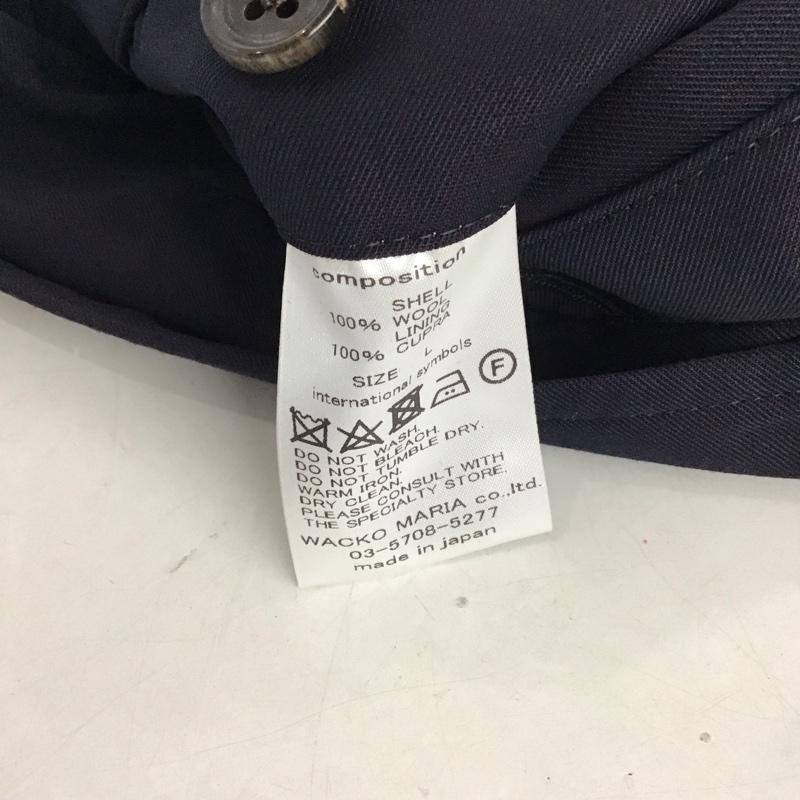 composition
SHELL
100% WOOL
LINING
100% CUPRA
SIZE L
international symbols
F
DO NOT WASH.
DO NOT BLEACH.
DO NOT TUMBLE DRY.
WARM IRON.
DRY CLEAN.
PLEASE CONSULT WITH
THE SPECIALTY STORE.
WACKO MARIA co.,ltd.
03-5708-5277
made in japan